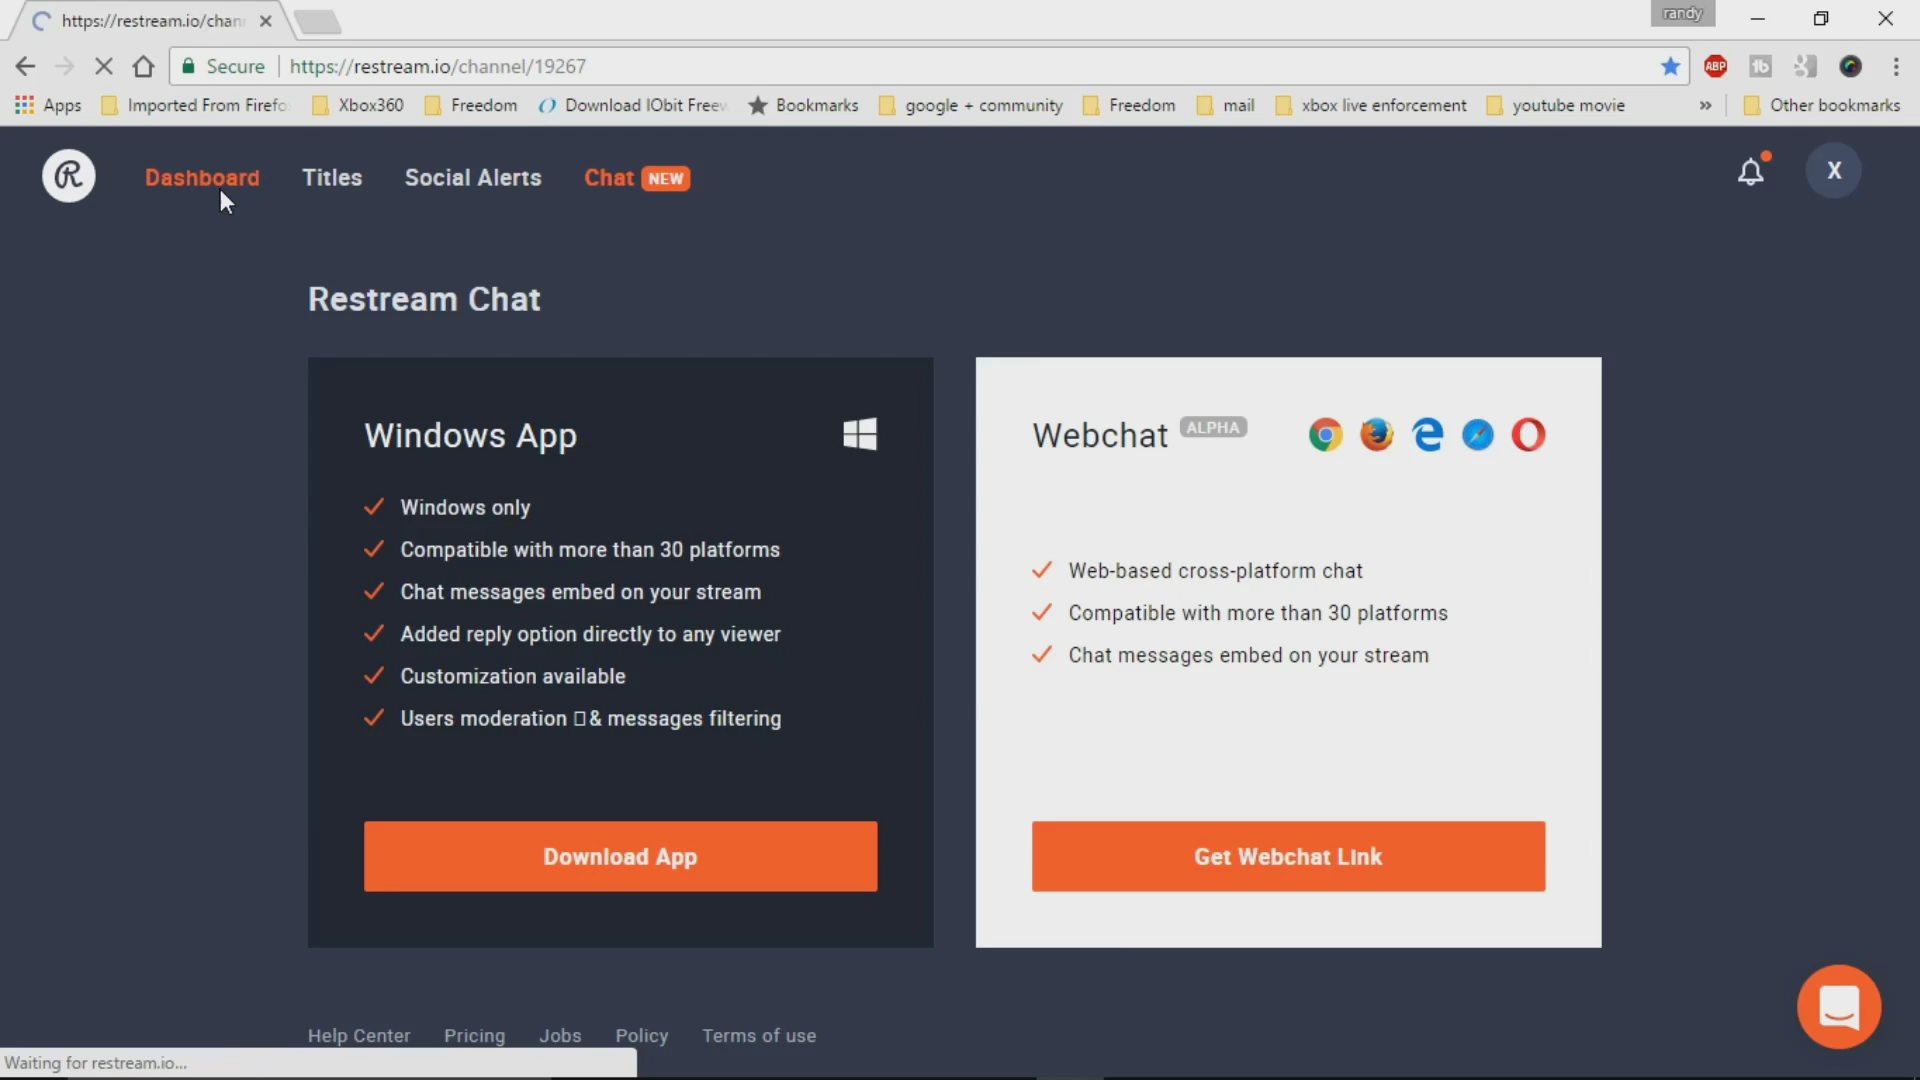 https://restream.io/chan
randy
Secure https://restream.io/channel/19267
ABP
Apps Imported From Firefo Xbox360 Freedom Download IObit Freew Bookmarks google + community Freedom mail xbox live enforcement youtube movie » Other bookmarks
R Dashboard Titles Social Alerts Chat NEW X
Restream Chat
Windows App
Windows only
Compatible with more than 30 platforms
Chat messages embed on your stream
Added reply option directly to any viewer
Customization available
Users moderation & messages filtering
Download App
Webchat ALPHA
Web-based cross-platform chat
Compatible with more than 30 platforms
Chat messages embed on your stream
Get Webchat Link
Help Center Pricing Jobs Policy Terms of use
Waiting for restream.io...